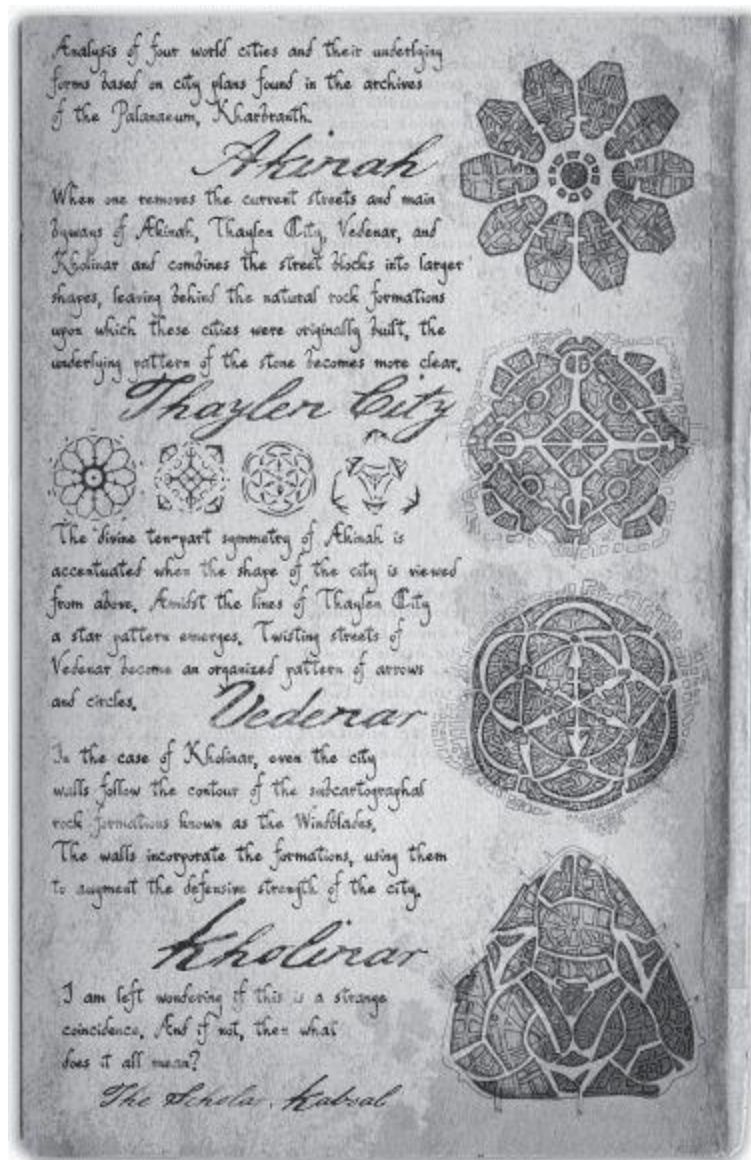 Analysis of four world cities and their underlying
forms based on city plans found in the archives
of the Palanaeum, Kharbranth.
Akinah
When one removes the current streets and main
byways of Akinah, Thaylen City, Vedenar, and
Kholinar and combines the street blocks into larger
shapes, leaving behind the natural rock formations
upon which these cities were originally built, the
underlying pattern of the stone becomes more clear.
Thaylen City
The divine ten-part symmetry of Akinah is
accentuated when the shape of the city is viewed
from above. Amidst the lines of Thaylen City
a star pattern emerges. Twisting streets of
Vedenar become an organized pattern of arrows
and circles.
Vedenar
In the case of Kholinar, even the city
walls follow the contour of the subcartographal
rock formations known as the Windblades.
The walls incorporate the formations, using them
to augment the defensive strength of the city.
Kholinar
I am left wondering if this is a strange
coincidence. And if not, then what
does it all mean?
The Scholar, Kabsal